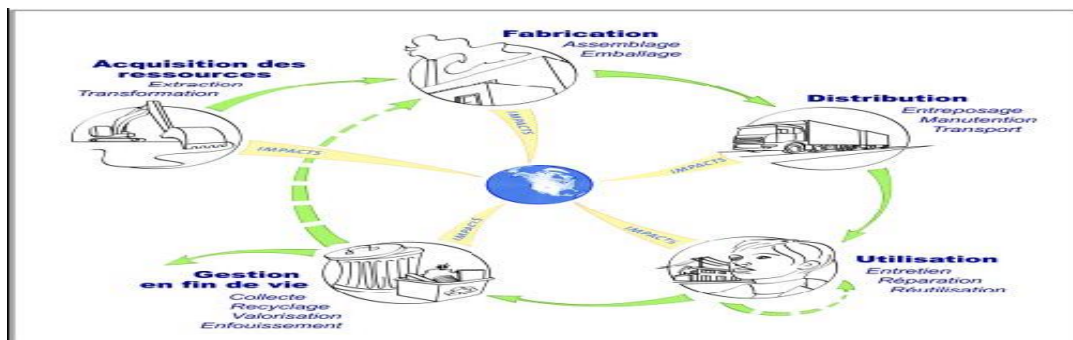 Fabrication
Assemblage
Emballage
Acquisition des
ressources
Extraction
Transformation
Distribution
Entreposage
Manutention
Transport
IMPACTS
IMPACTS
IMPACTS
IMPACTS
IMPACTS
Utilisation
Entretien
Réparation
Réutilisation
Gestion
en fin de vie
Collecte
Recyclage
Valorisation
Enfouissement